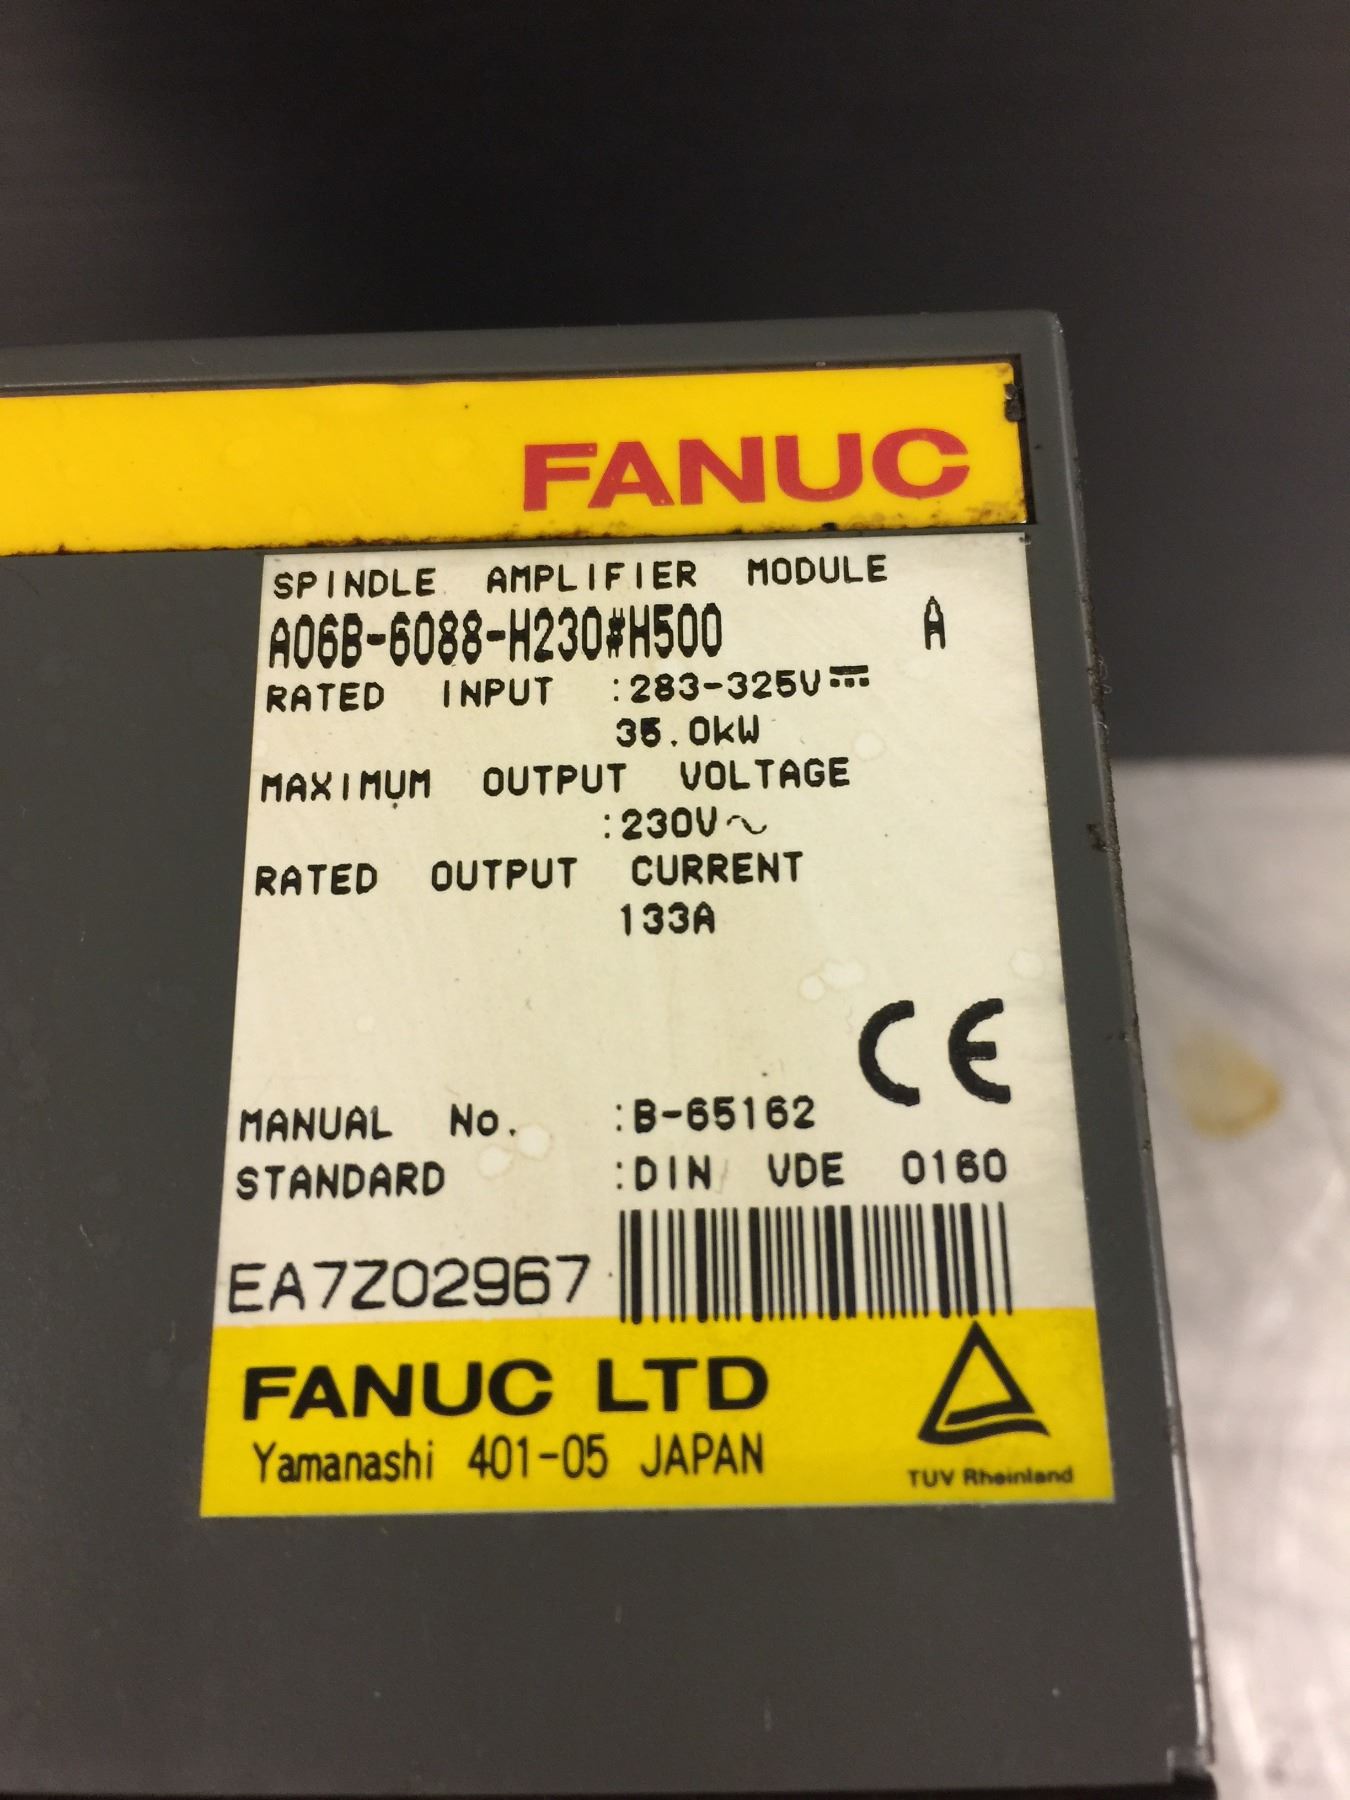 FANUC
SPINDLE AMPLIFIER MODULE
A06B-6088-H230#H500 A
RATED INPUT :283-325V⎓
35.0kW
MAXIMUM OUTPUT VOLTAGE
:230V～
RATED OUTPUT CURRENT
133A
CE
MANUAL No. :B-65162
STANDARD :DIN VDE 0160
EA7Z02967
FANUC LTD
Yamanashi 401-05 JAPAN
TUV Rheinland